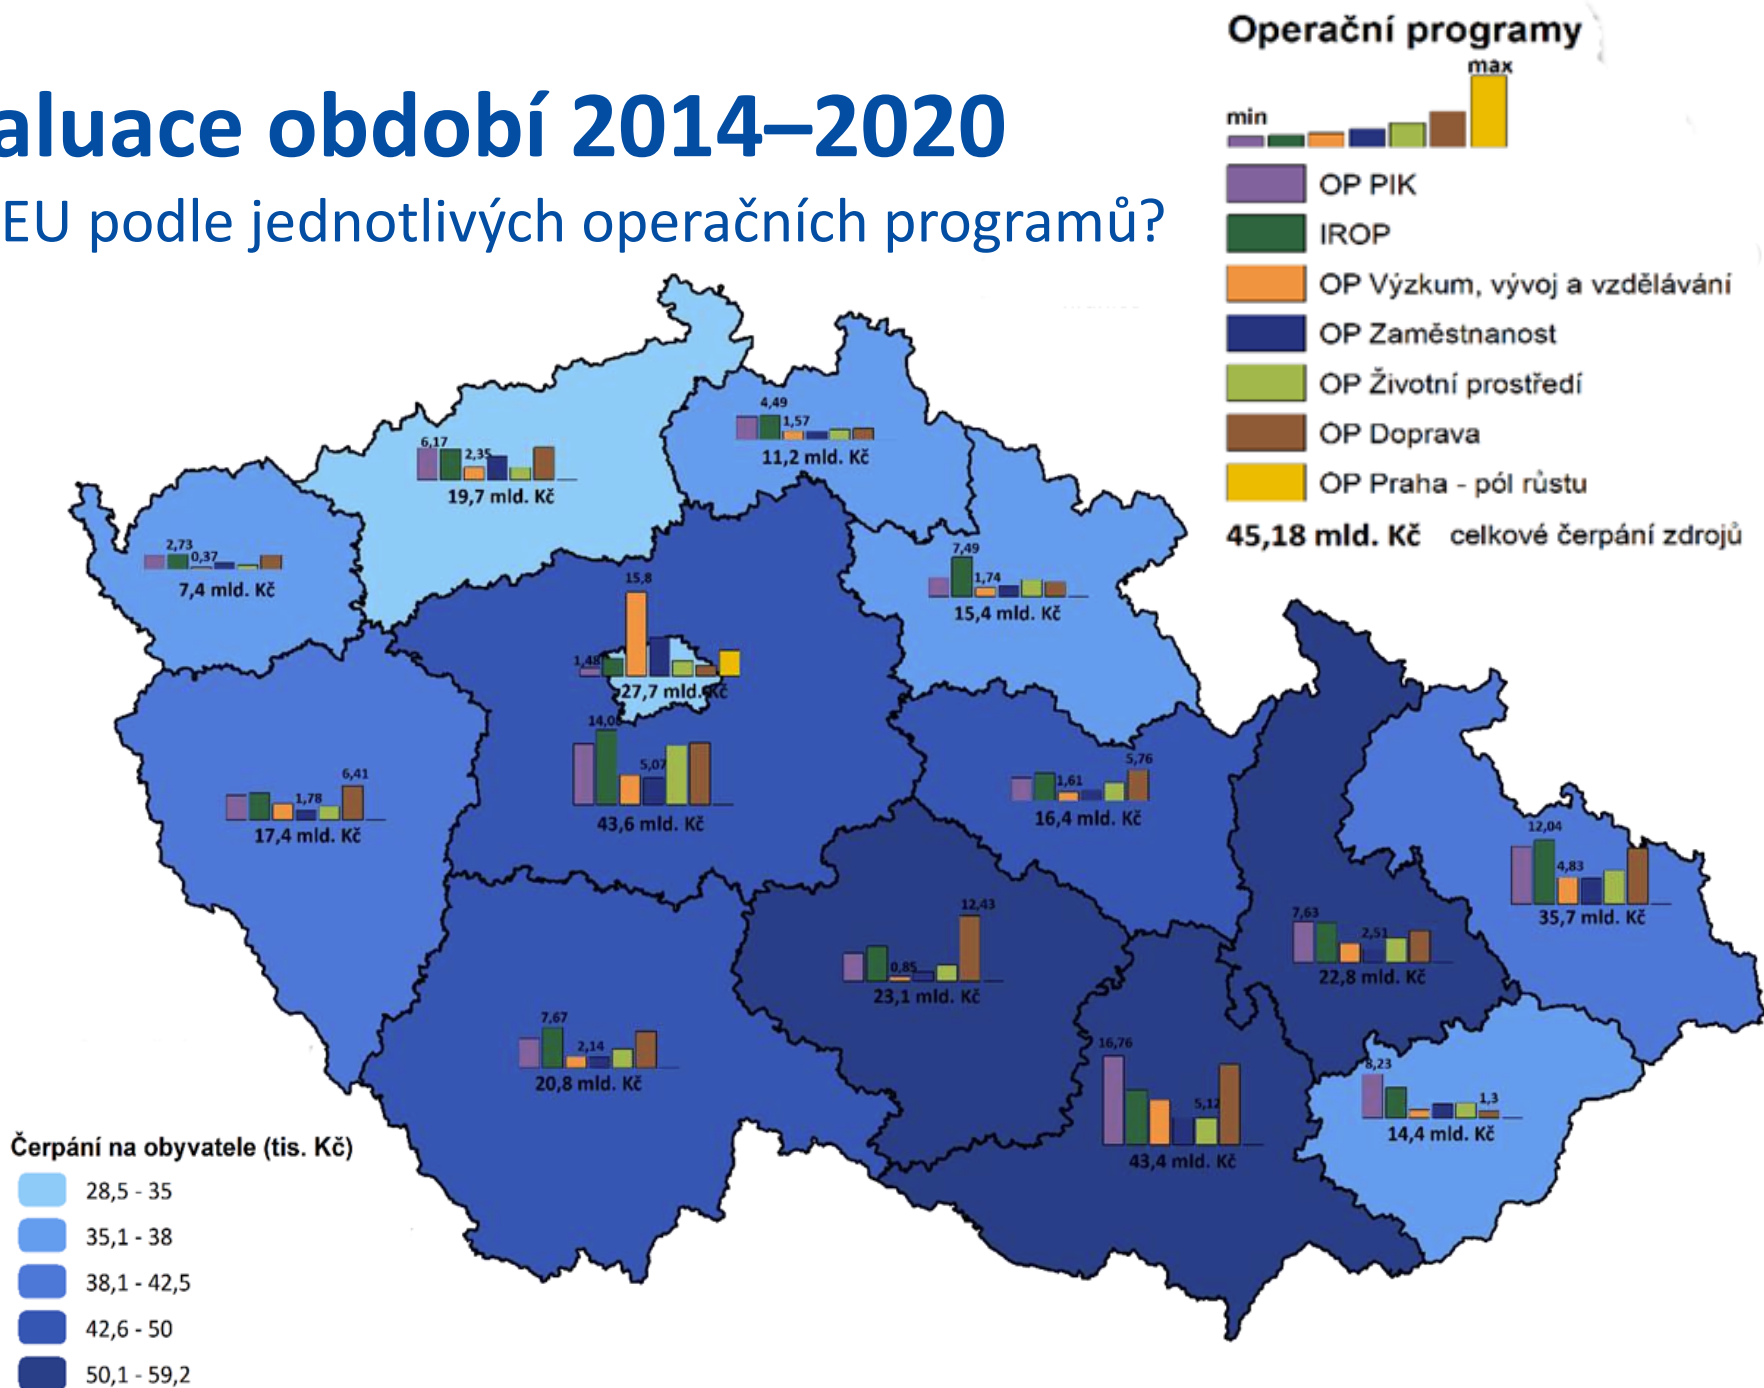 aluace období 2014–2020
EU podle jednotlivých operačních programů?
Operační programy
max
min
OP PIK
IROP
OP Výzkum, vývoj a vzdělávání
OP Zaměstnanost
OP Životní prostředí
OP Doprava
OP Praha - pól růstu
45,18 mld. Kč celkové čerpání zdrojů
4,49
1,57
11,2 mld. Kč
6,17
2,35
19,7 mld. Kč
2,73
0,37
7,4 mld. Kč
7,49
1,74
15,4 mld. Kč
15,8
1,48
27,7 mld. Kč
14,08
5,07
43,6 mld. Kč
5,76
1,61
16,4 mld. Kč
6,41
1,78
17,4 mld. Kč
12,04
4,83
35,7 mld. Kč
12,43
0,85
23,1 mld. Kč
7,63
2,51
22,8 mld. Kč
7,67
2,14
20,8 mld. Kč
16,76
5,12
43,4 mld. Kč
8,23
1,3
14,4 mld. Kč
Čerpání na obyvatele (tis. Kč)
28,5 - 35
35,1 - 38
38,1 - 42,5
42,6 - 50
50,1 - 59,2